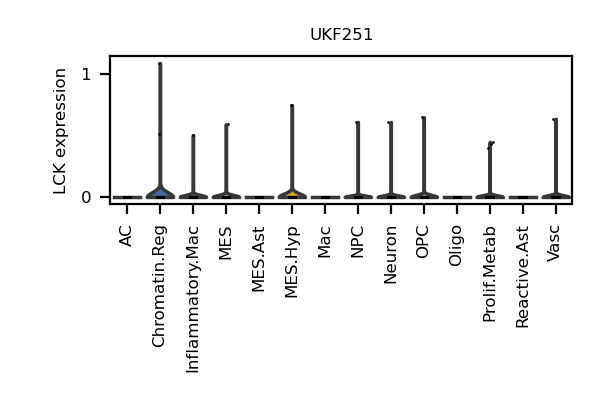 UKF251
LCK expression
1
0
AC
Chromatin.Reg
Inflammatory.Mac
MES
MES.Ast
MES.Hyp
Mac
NPC
Neuron
OPC
Oligo
Prolif.Metab
Reactive.Ast
Vasc